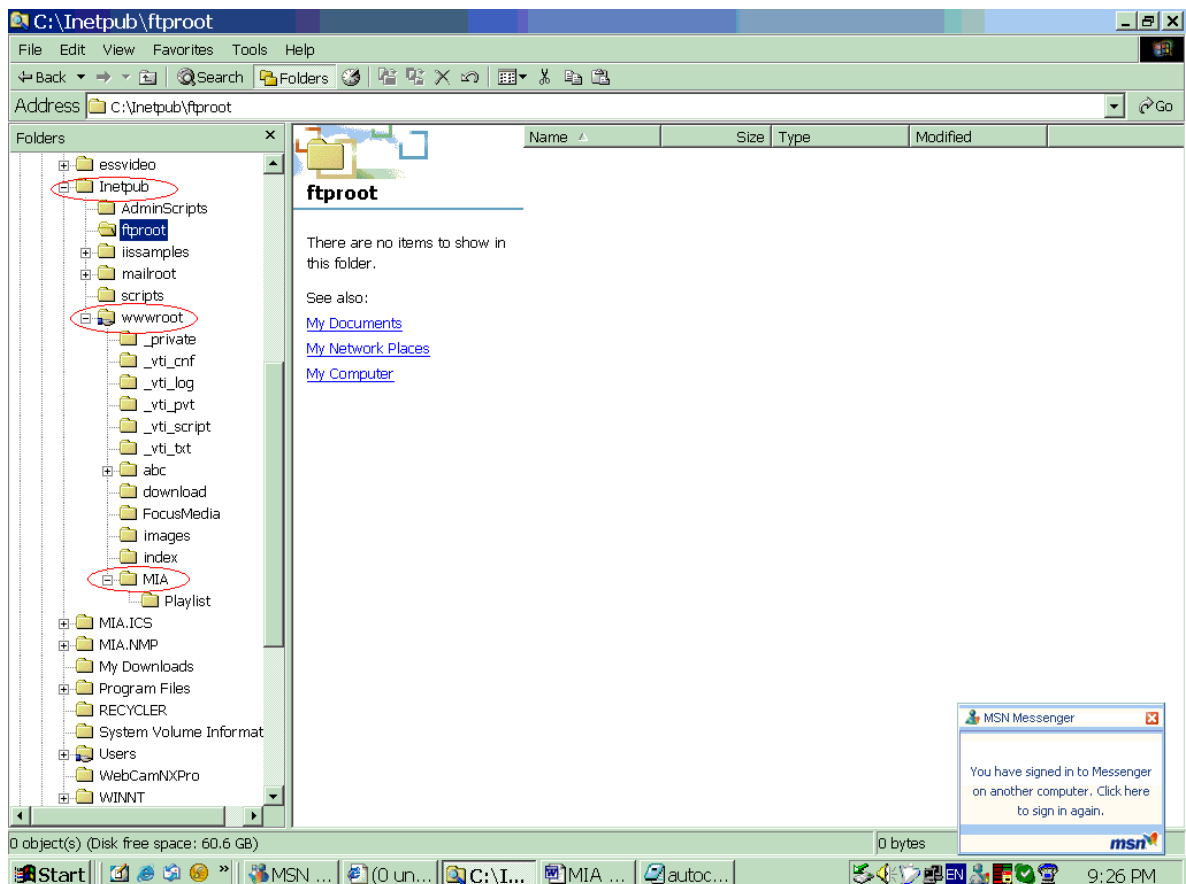 C:\Inetpub\ftproot
File Edit View Favorites Tools Help
Back Search Folders
Address C:\Inetpub\ftproot Go
Folders
Name Size Type Modified
essvideo
Inetpub
AdminScripts
ftproot
iissamples
mailroot
scripts
wwwroot
_private
_vti_cnf
_vti_log
_vti_pvt
_vti_script
_vti_txt
abc
download
FocusMedia
images
index
MIA
Playlist
MIA.ICS
MIA.NMP
My Downloads
Program Files
RECYCLER
System Volume Informat
Users
WebCamNXPro
WINNT
ftproot
There are no items to show in
this folder.
See also:
My Documents
My Network Places
My Computer
MSN Messenger
You have signed in to Messenger
on another computer. Click here
to sign in again.
msn
0 object(s) (Disk free space: 60.6 GB) 0 bytes
Start » MSN ... (0 un... C:\I... MIA ... autoc... EN 9:26 PM